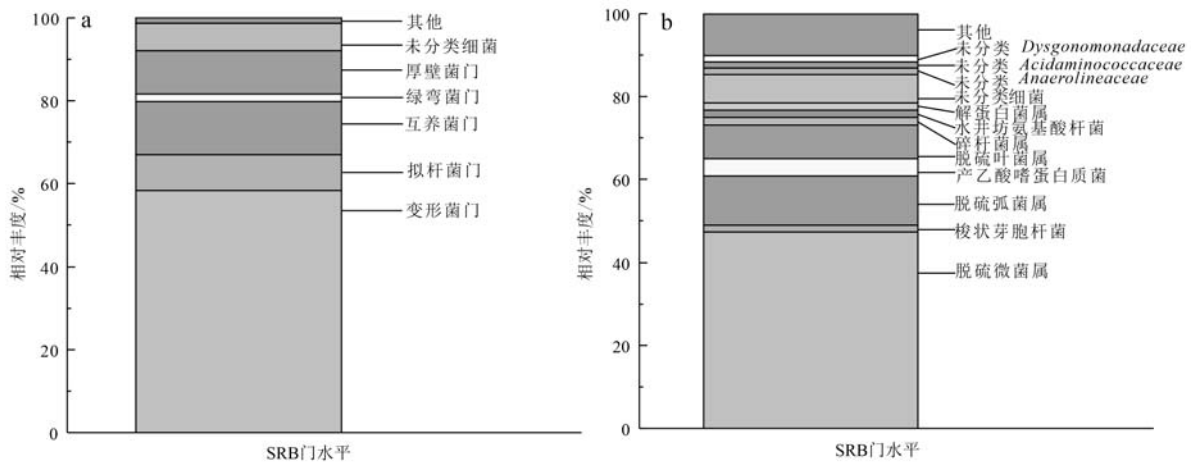 a
100
80
60
40
20
0
相对丰度/%
其他
未分类细菌
厚壁菌门
绿弯菌门
互养菌门
拟杆菌门
变形菌门
SRB门水平
b
100
80
60
40
20
0
相对丰度/%
其他
未分类 Dysgonomonadaceae
未分类 Acidaminococcaceae
未分类 Anaerolineaceae
未分类细菌
解蛋白菌属
水井坊氨基酸杆菌
碎杆菌属
脱硫叶菌属
产乙酸嗜蛋白质菌
脱硫弧菌属
梭状芽胞杆菌
脱硫微菌属
SRB门水平